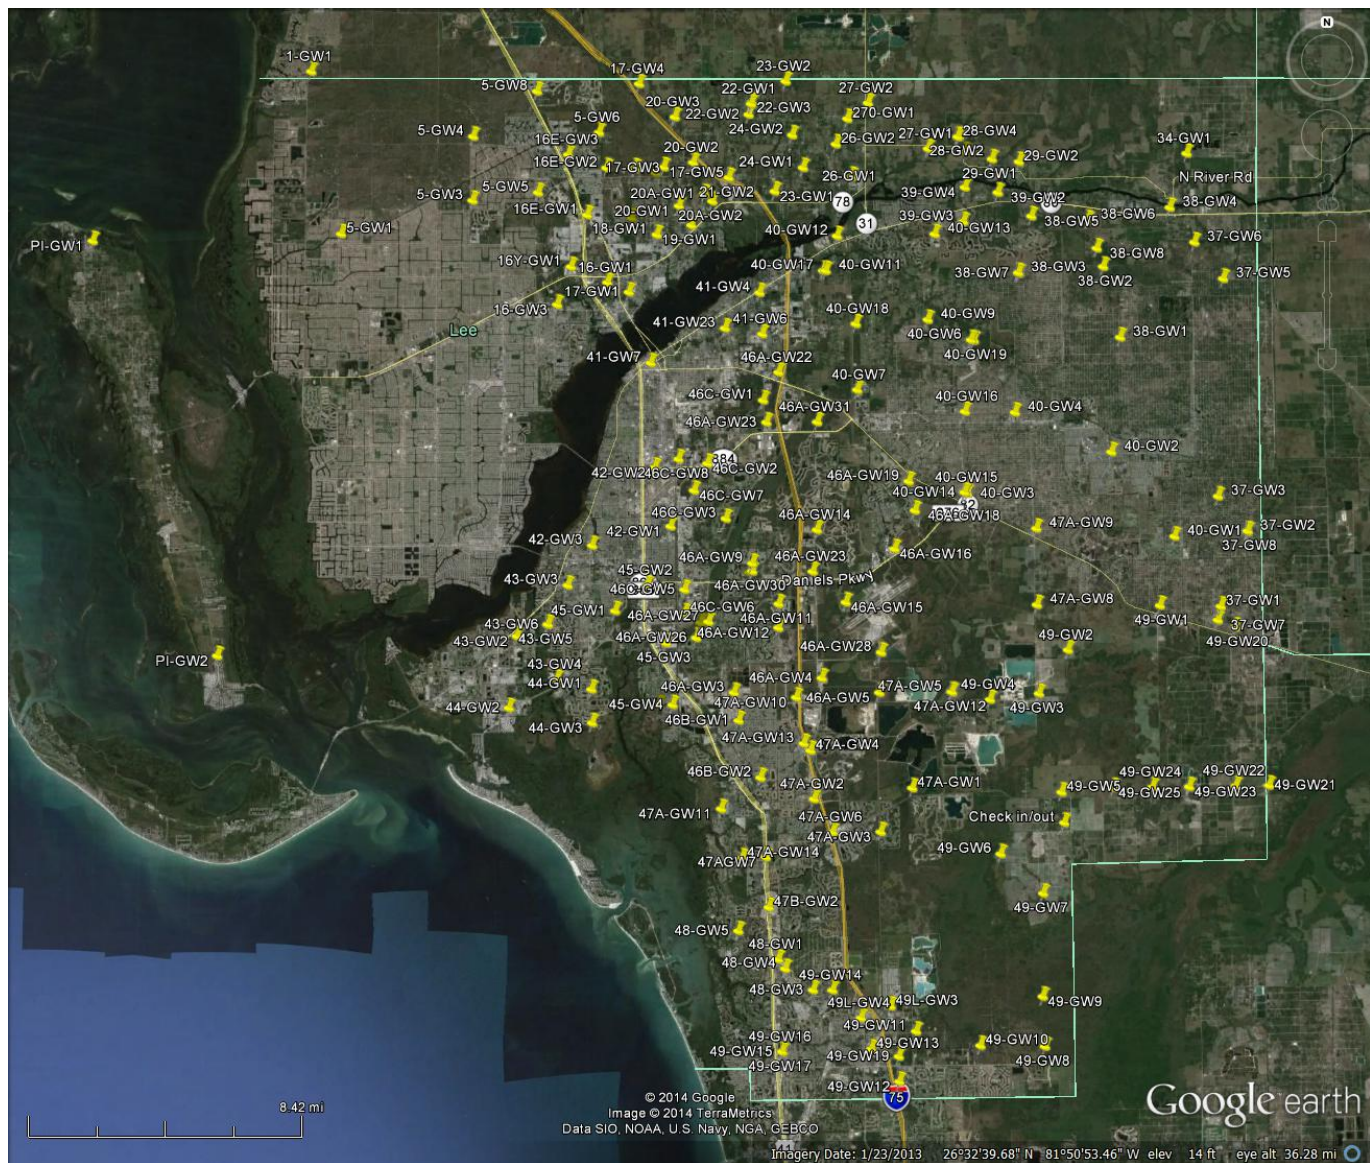 N
1-GW1
17-GW4
23-GW2
5-GW8
22-GW1
27-GW2
20-GW3
22-GW2
22-GW3
270-GW1
5-GW4
5-GW6
24-GW2
26-GW2
27-GW1
28-GW4
34-GW1
16E-GW3
16E-GW2
17-GW3
20-GW2
17-GW5
24-GW1
28-GW2
29-GW2
26-GW1
29-GW1
N River Rd
5-GW3
5-GW5
20A-GW1
21-GW2
23-GW1
39-GW4
39-GW2
38-GW4
78
16E-GW1
20-GW1
20A-GW2
39-GW3
38-GW5
38-GW6
31
5-GW1
18-GW1
19-GW1
40-GW12
40-GW13
37-GW6
PI-GW1
38-GW8
16Y-GW1
16-GW1
40-GW17
40-GW11
38-GW7
38-GW3
38-GW2
37-GW5
17-GW1
41-GW4
16-GW3
Lee
41-GW23
41-GW6
40-GW18
40-GW9
40-GW6
38-GW1
40-GW19
41-GW7
46A-GW22
40-GW7
46C-GW1
46A-GW31
40-GW16
40-GW4
46A-GW23
40-GW2
42-GW2
46C-GW8
46C-GW2
46A-GW19
40-GW15
46C-GW7
40-GW14
40-GW3
37-GW3
46C-GW3
46A-GW14
46A-GW18
42-GW1
47A-GW9
40-GW1
37-GW2
42-GW3
37-GW8
46A-GW9
46A-GW23
46A-GW16
45-GW2
43-GW3
46C-GW5
46A-GW30
Daniels Pkwy
45-GW1
46C-GW6
46A-GW15
47A-GW8
37-GW1
46A-GW27
46A-GW11
49-GW1
43-GW6
37-GW7
43-GW2
43-GW5
46A-GW26
46A-GW12
49-GW2
49-GW20
PI-GW2
45-GW3
46A-GW28
43-GW4
44-GW1
46A-GW3
46A-GW4
47A-GW5
49-GW4
44-GW2
45-GW4
47A-GW10
46A-GW5
47A-GW12
49-GW3
44-GW3
46B-GW1
47A-GW13
47A-GW4
46B-GW2
47A-GW2
47A-GW1
49-GW5
49-GW24
49-GW22
49-GW21
49-GW25
49-GW23
47A-GW11
47A-GW6
Check in/out
47A-GW3
47AGW7
47A-GW14
49-GW6
47B-GW2
49-GW7
48-GW5
48-GW1
48-GW4
49-GW14
48-GW3
49L-GW4
49L-GW3
49-GW9
49-GW11
49-GW16
49-GW13
49-GW10
49-GW15
49-GW19
49-GW8
49-GW17
49-GW12
75
8.42 mi
© 2014 Google
Image © 2014 TerraMetrics
Data SIO, NOAA, U.S. Navy, NGA, GEBCO
Google earth
41
Imagery Date: 1/23/2013 26°32'39.68" N 81°50'53.46" W elev 14 ft eye alt 36.28 mi